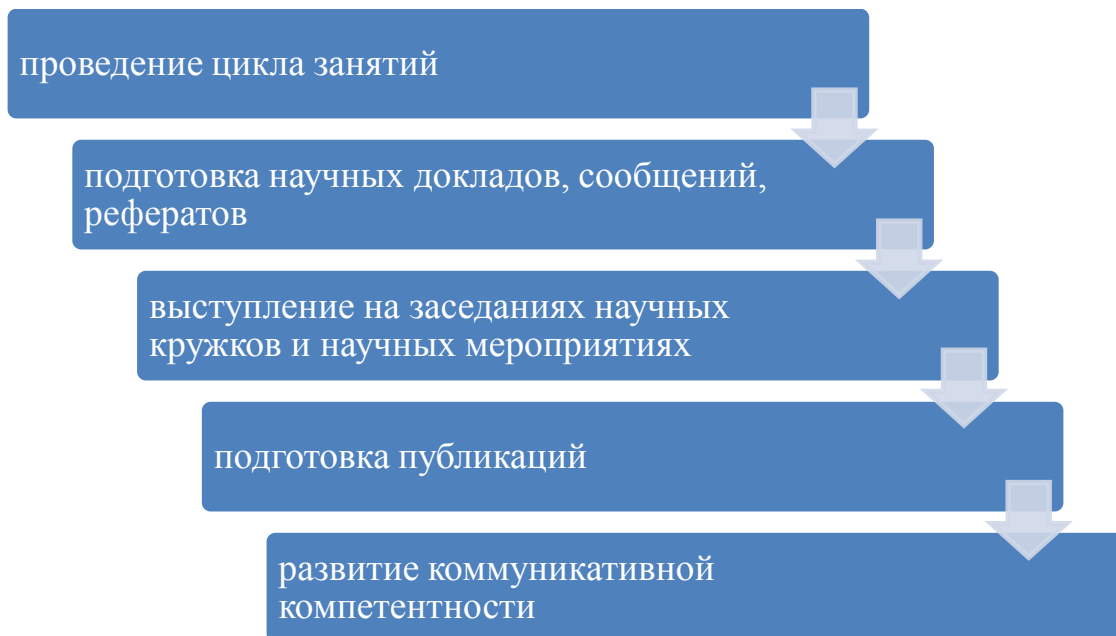 проведение цикла занятий
подготовка научных докладов, сообщений,
рефератов
выступление на заседаниях научных
кружков и научных мероприятиях
подготовка публикаций
развитие коммуникативной
компетентности